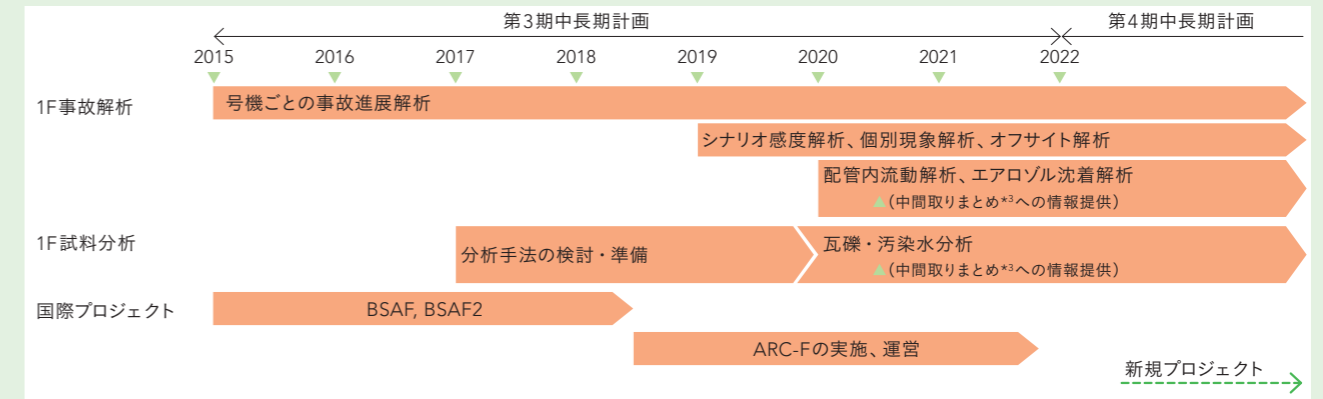 第3期中長期計画
第4期中長期計画
2015
2016
2017
2018
2019
2020
2021
2022
1F事故解析
号機ごとの事故進展解析
シナリオ感度解析、個別現象解析、オフサイト解析
配管内流動解析、エアロゾル沈着解析
▲(中間取りまとめ*3への情報提供)
1F試料分析
分析手法の検討・準備
瓦礫・汚染水分析
▲(中間取りまとめ*3への情報提供)
国際プロジェクト
BSAF, BSAF2
ARC-Fの実施、運営
新規プロジェクト